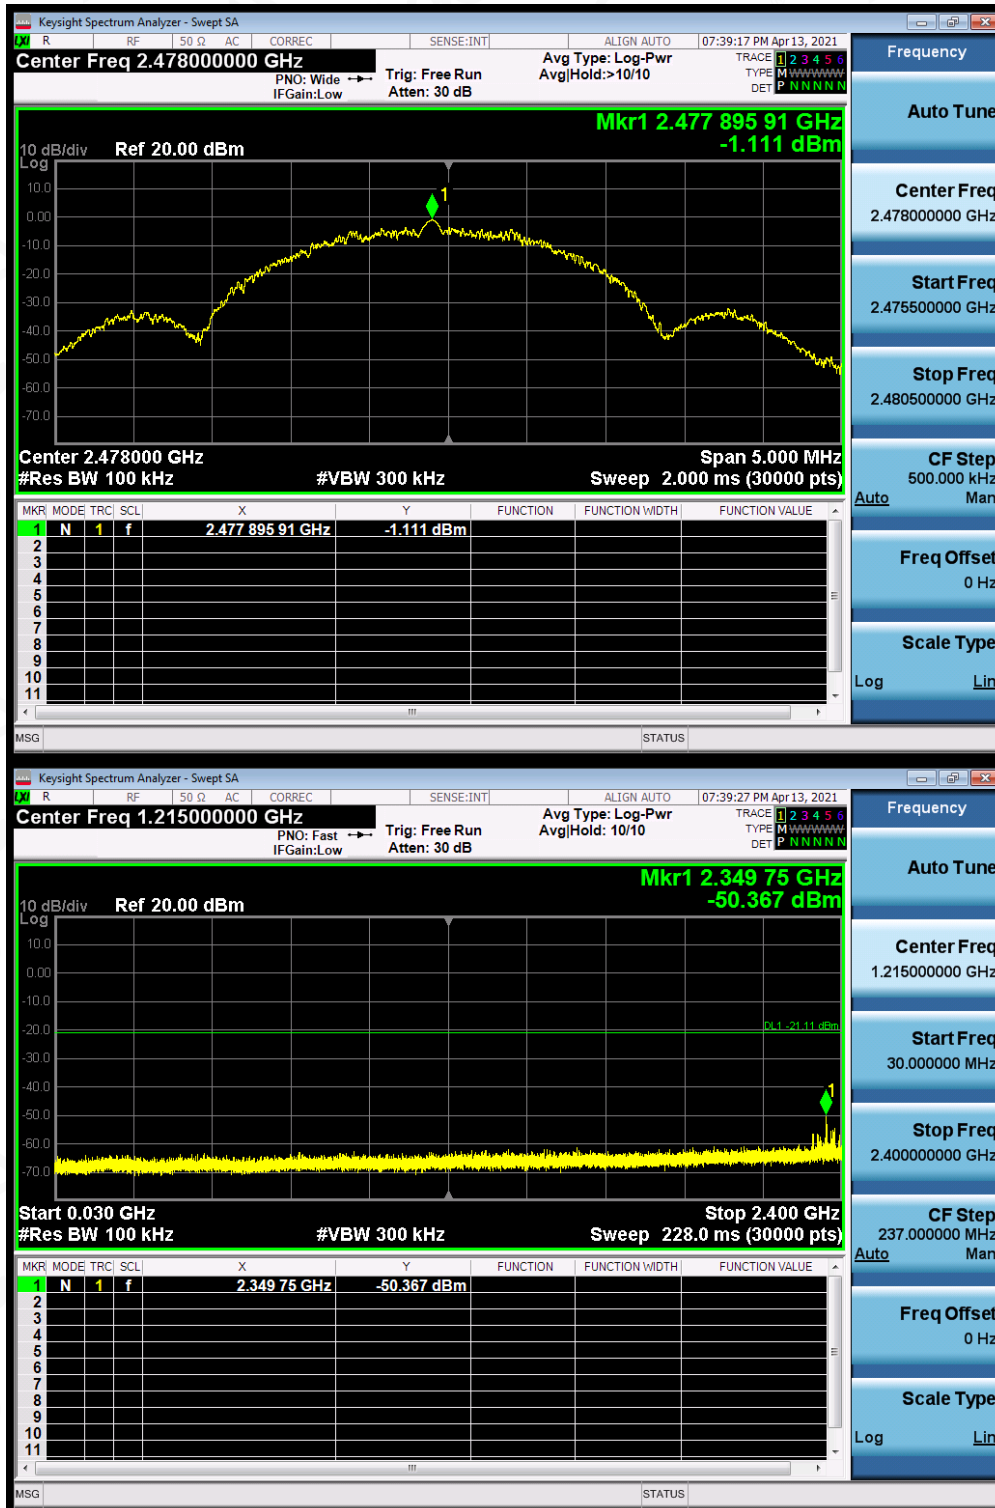 Keysight Spectrum Analyzer - Swept SA
LXI R RF 50 Ω AC CORREC SENSE:INT ALIGN AUTO 07:39:17 PM Apr 13, 2021
Center Freq 2.478000000 GHz
PNO: Wide
IFGain:Low
Trig: Free Run
Atten: 30 dB
Avg Type: Log-Pwr
Avg|Hold:>10/10
TRACE 1 2 3 4 5 6
TYPE M WWWWW
DET P N N N N N
Mkr1 2.477 895 91 GHz
-1.111 dBm
10 dB/div Ref 20.00 dBm
Log
10.0
0.00
-10.0
-20.0
-30.0
-40.0
-50.0
-60.0
-70.0
1
Center 2.478000 GHz Span 5.000 MHz
#Res BW 100 kHz #VBW 300 kHz Sweep 2.000 ms (30000 pts)
MKR MODE TRC SCL X Y FUNCTION FUNCTION WIDTH FUNCTION VALUE
1 N 1 f 2.477 895 91 GHz -1.111 dBm
2
3
4
5
6
7
8
9
10
11
MSG STATUS
Frequency
Auto Tune
Center Freq
2.478000000 GHz
Start Freq
2.475500000 GHz
Stop Freq
2.480500000 GHz
CF Step
500.000 kHz
Auto Man
Freq Offset
0 Hz
Scale Type
Log Lin
Keysight Spectrum Analyzer - Swept SA
LXI R RF 50 Ω AC CORREC SENSE:INT ALIGN AUTO 07:39:27 PM Apr 13, 2021
Center Freq 1.215000000 GHz
PNO: Fast
IFGain:Low
Trig: Free Run
Atten: 30 dB
Avg Type: Log-Pwr
Avg|Hold: 10/10
TRACE 1 2 3 4 5 6
TYPE M WWWWW
DET P N N N N N
Mkr1 2.349 75 GHz
-50.367 dBm
10 dB/div Ref 20.00 dBm
Log
10.0
0.00
-10.0
-20.0
-30.0
-40.0
-50.0
-60.0
-70.0
DL1 -21.11 dBm
1
Start 0.030 GHz Stop 2.400 GHz
#Res BW 100 kHz #VBW 300 kHz Sweep 228.0 ms (30000 pts)
MKR MODE TRC SCL X Y FUNCTION FUNCTION WIDTH FUNCTION VALUE
1 N 1 f 2.349 75 GHz -50.367 dBm
2
3
4
5
6
7
8
9
10
11
MSG STATUS
Frequency
Auto Tune
Center Freq
1.215000000 GHz
Start Freq
30.000000 MHz
Stop Freq
2.400000000 GHz
CF Step
237.000000 MHz
Auto Man
Freq Offset
0 Hz
Scale Type
Log Lin